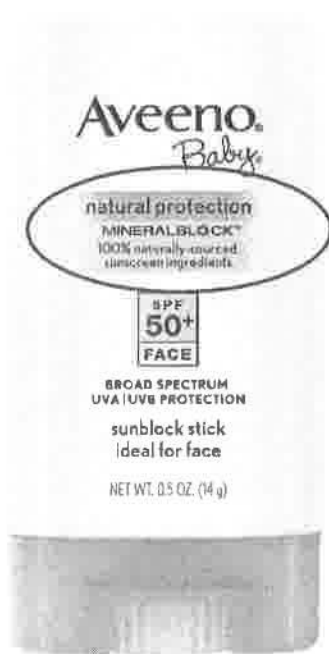 Aveeno®
Baby®
natural protection
MINERALBLOCK™
100% naturally-sourced
sunscreen ingredients
SPF
50+
FACE
BROAD SPECTRUM
UVA|UVB PROTECTION
sunblock stick
ideal for face
NET WT. 0.5 OZ. (14 g)